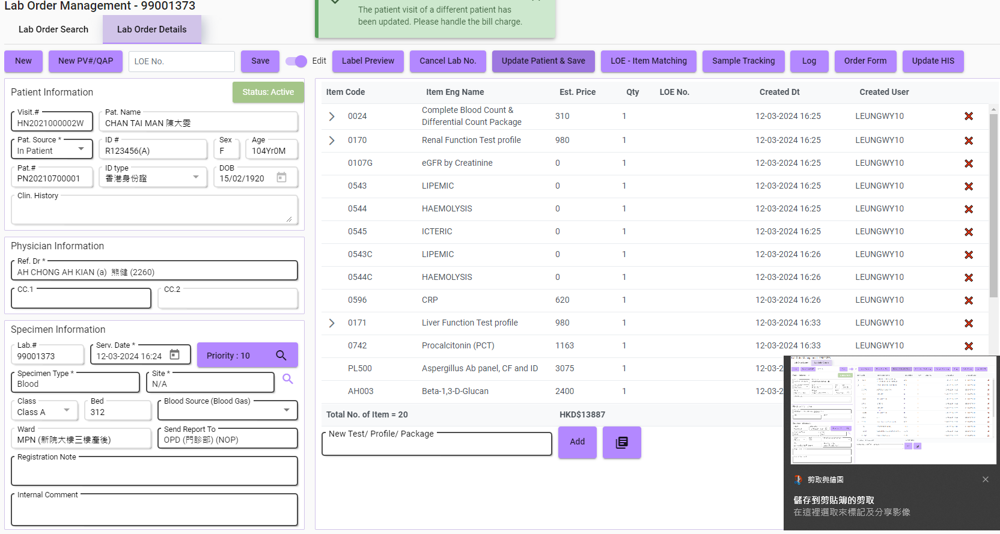 Lab Order Management - 99001373
The patient visit of a different patient has
been updated. Please handle the bill charge.
Lab Order Search
Lab Order Details
New
New PV#/QAP
LOE No.
Save
Edit
Label Preview
Cancel Lab No.
Update Patient & Save
LOE - Item Matching
Sample Tracking
Log
Order Form
Update HIS
Patient Information
Status: Active
Visit.#
HN2021000002W
Pat. Name
CHAN TAI MAN 陳大雯
Pat. Source *
In Patient
ID #
R123456(A)
Sex
F
Age
104Yr0M
Pat.#
PN20210700001
ID type
香港身份證
DOB
15/02/1920
Clin. History
Physician Information
Ref. Dr *
AH CHONG AH KIAN (a) 熊健 (2260)
CC.1
CC.2
Specimen Information
Lab.#
99001373
Serv. Date *
12-03-2024 16:24
Priority : 10
Specimen Type *
Blood
Site *
N/A
Class
Class A
Bed
312
Blood Source (Blood Gas)
Ward
MPN (新院大樓三樓產後)
Send Report To
OPD (門診部) (NOP)
Registration Note
Internal Comment
Item Code Item Eng Name Est. Price Qty LOE No. Created Dt Created User
0024 Complete Blood Count & Differential Count Package 310 1 12-03-2024 16:25 LEUNGWY10
0170 Renal Function Test profile 980 1 12-03-2024 16:25 LEUNGWY10
0107G eGFR by Creatinine 0 1 12-03-2024 16:25 LEUNGWY10
0543 LIPEMIC 0 1 12-03-2024 16:25 LEUNGWY10
0544 HAEMOLYSIS 0 1 12-03-2024 16:25 LEUNGWY10
0545 ICTERIC 0 1 12-03-2024 16:25 LEUNGWY10
0543C LIPEMIC 0 1 12-03-2024 16:25 LEUNGWY10
0544C HAEMOLYSIS 0 1 12-03-2024 16:26 LEUNGWY10
0596 CRP 620 1 12-03-2024 16:26 LEUNGWY10
0171 Liver Function Test profile 980 1 12-03-2024 16:33 LEUNGWY10
0742 Procalcitonin (PCT) 1163 1 12-03-2024 16:33 LEUNGWY10
PL500 Aspergillus Ab panel, CF and ID 3075 1 12-03-2
AH003 Beta-1,3-D-Glucan 2400 1 12-03-2
Total No. of Item = 20 HKD$13887
New Test/ Profile/ Package
Add
剪取與繪圖
儲存到剪貼簿的剪取
在這裡選取來標記及分享影像